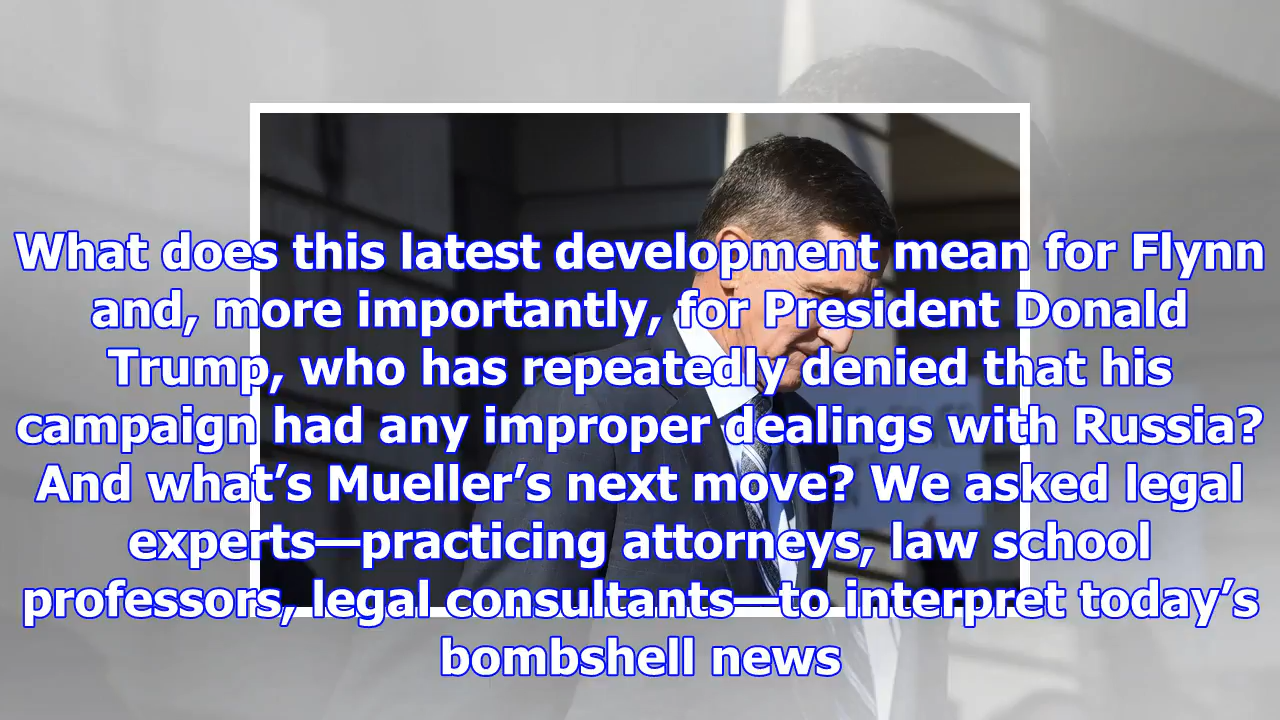 What does this latest development mean for Flynn
and, more importantly, for President Donald
Trump, who has repeatedly denied that his
campaign had any improper dealings with Russia?
And what’s Mueller’s next move? We asked legal
experts—practicing attorneys, law school
professors, legal consultants—to interpret today’s
bombshell news